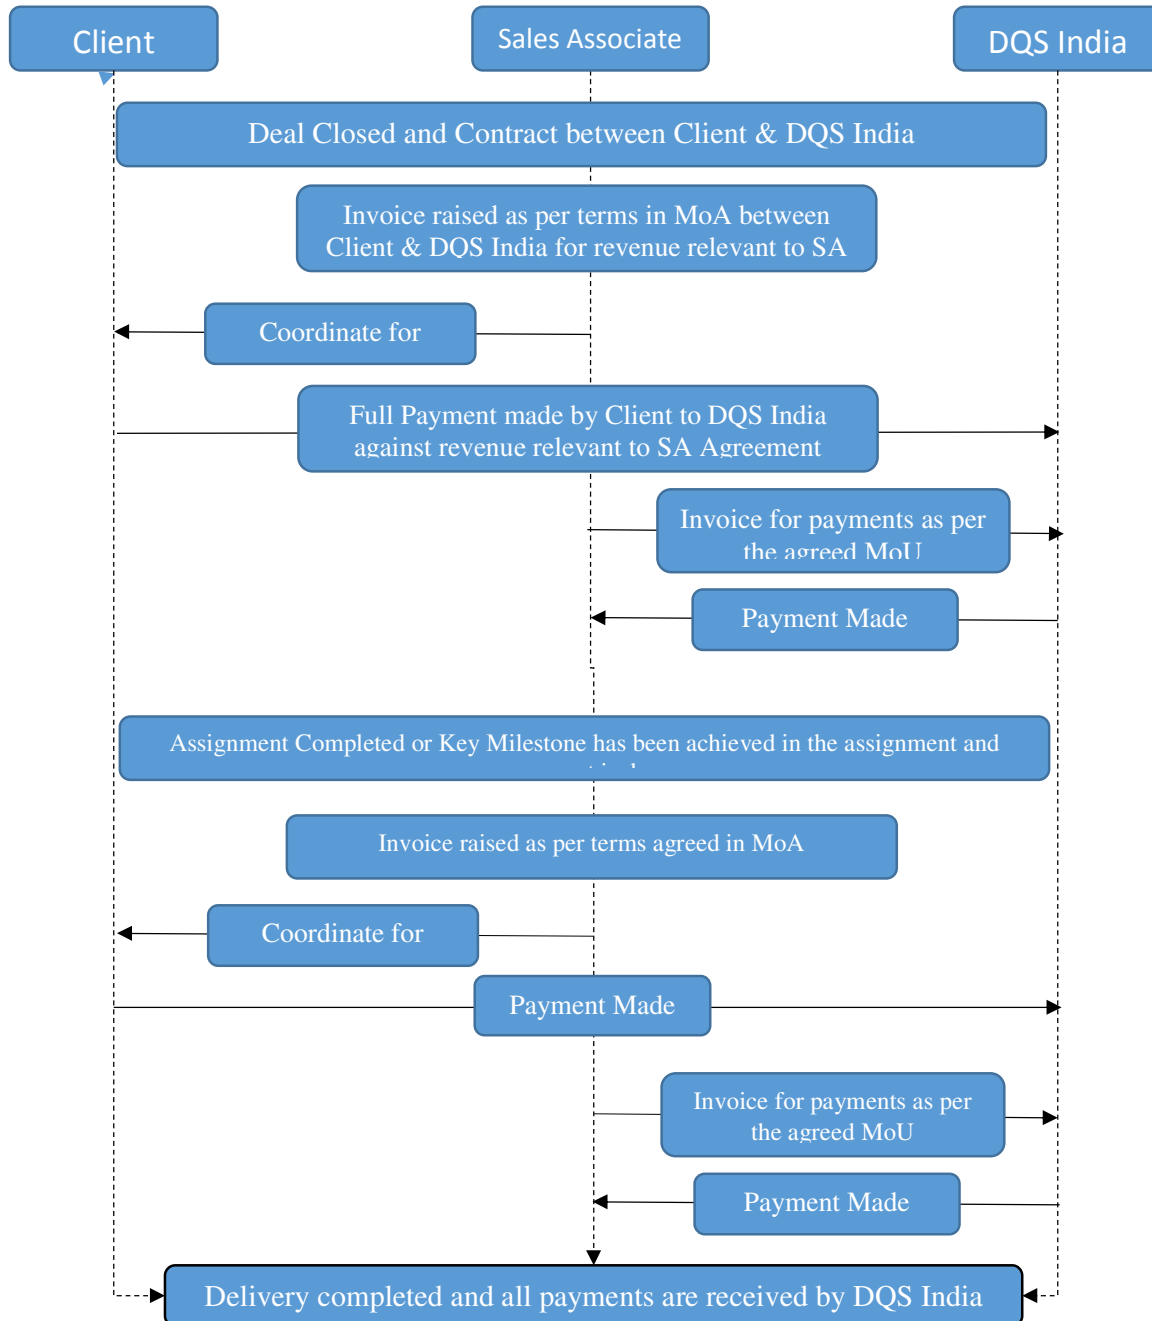 Client
Sales Associate
DQS India
Deal Closed and Contract between Client & DQS India
Invoice raised as per terms in MoA between
Client & DQS India for revenue relevant to SA
Coordinate for
Full Payment made by Client to DQS India
against revenue relevant to SA Agreement
Invoice for payments as per
the agreed MoU
Payment Made
Assignment Completed or Key Milestone has been achieved in the assignment and
Invoice raised as per terms agreed in MoA
Coordinate for
Payment Made
Invoice for payments as per
the agreed MoU
Payment Made
Delivery completed and all payments are received by DQS India